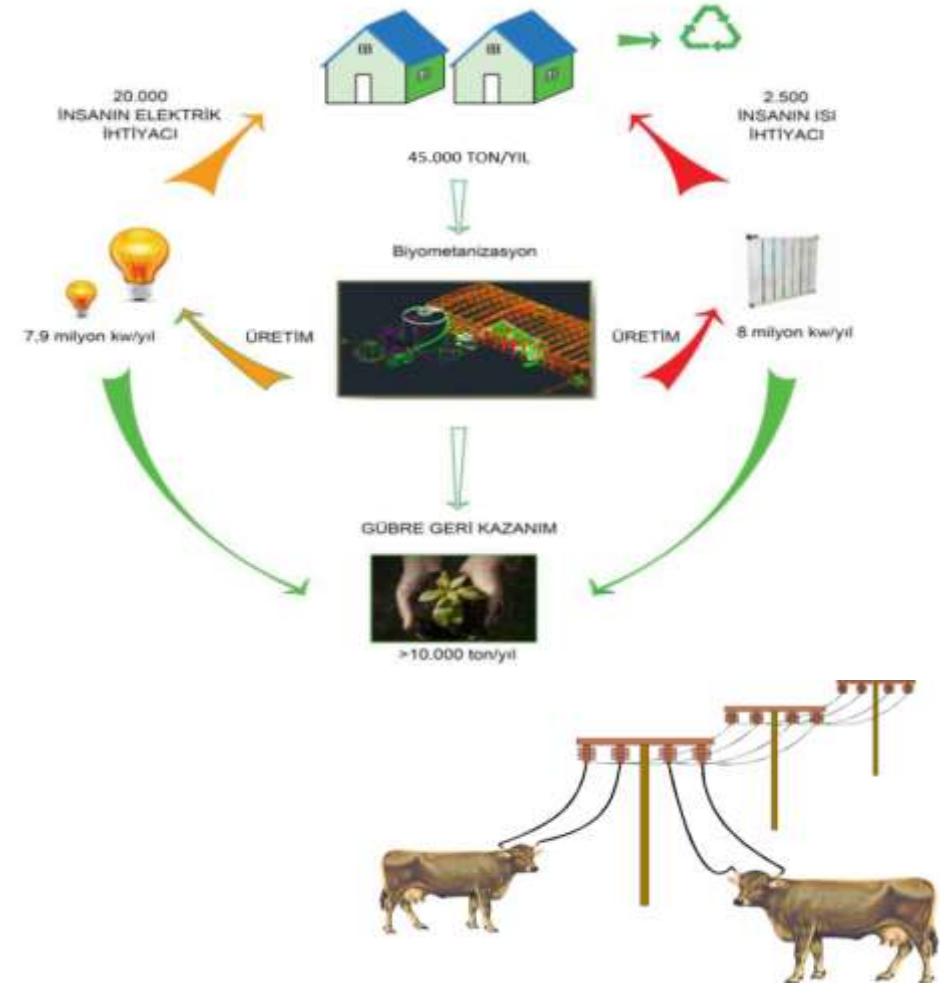 20.000
İNSANIN ELEKTRİK
İHTİYACI
2.500
İNSANIN ISI
İHTİYACI
45.000 TON/YIL
Biyometanizasyon
7.9 milyon kw/yıl
ÜRETİM
ÜRETİM
8 milyon kw/yıl
GÜBRE GERİ KAZANIM
>10.000 ton/yıl